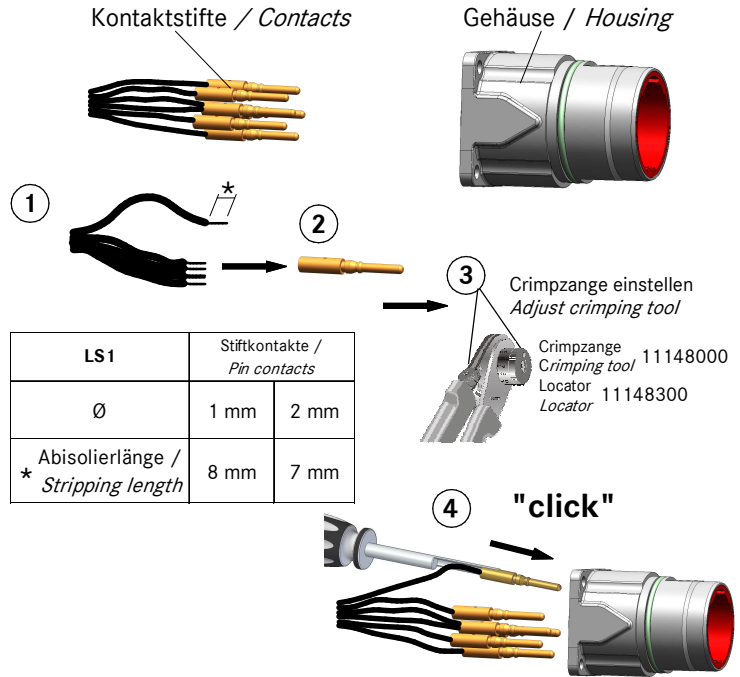 Kontaktstifte / Contacts
Gehäuse / Housing
1
*
2
3
Crimpzange einstellen
Adjust crimping tool
Crimpzange
Crimping tool 11148000
Locator
Locator 11148300
LS1
Stiftkontakte /
Pin contacts
Ø
1 mm
2 mm
* Abisolierlänge /
Stripping length
8 mm
7 mm
4
"click"